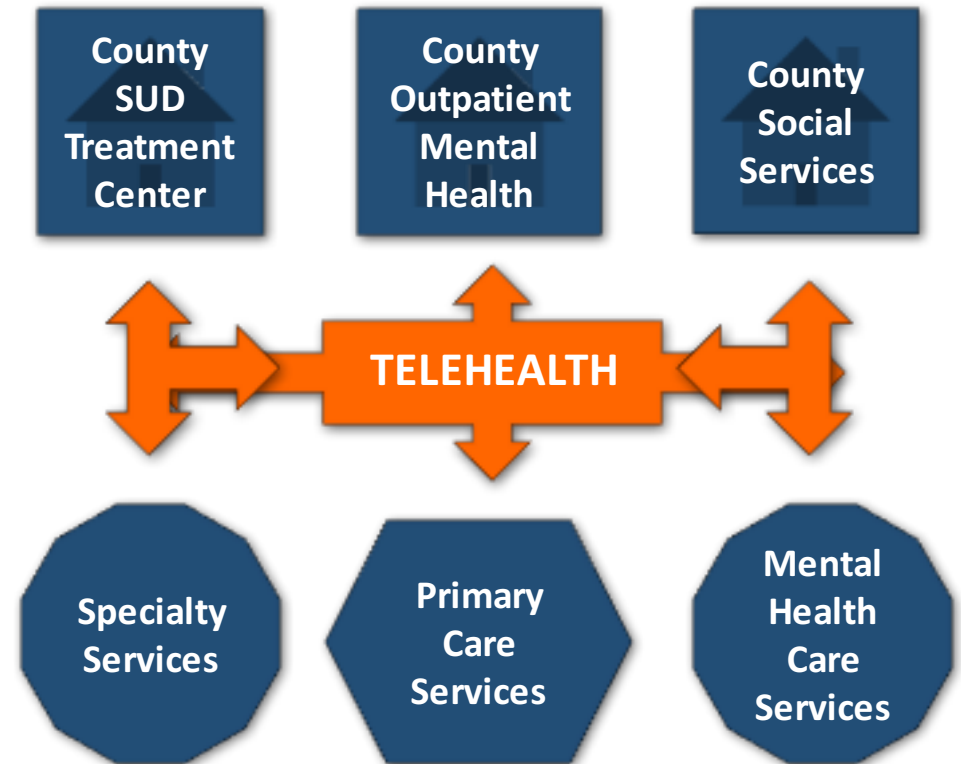 County
SUD
Treatment
Center
County
Outpatient
Mental
Health
County
Social
Services
TELEHEALTH
Specialty
Services
Primary
Care
Services
Mental
Health
Care
Services